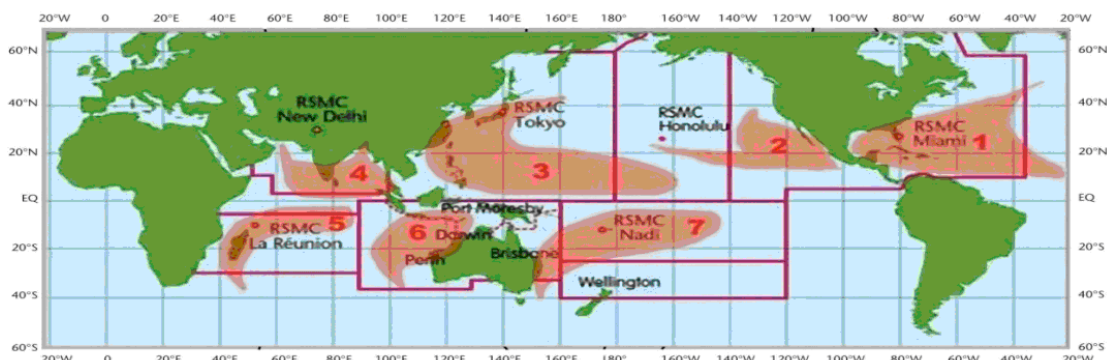 20°W 0 20°E 40°E 60°E 80°E 100°E 120°E 140°E 160°E 180° 160°W 140°W 120°W 100°W 80°W 60°W 40°W 20°W
60°N 60°N
40°N 40°N
RSMC
New Delhi
RSMC
Tokyo
RSMC
Honolulu
RSMC
Miami
1
2
20°N 20°N
3
4
EQ EQ
Port Moresby
5
RSMC
La Réunion
6
Darwin
Perth
Brisbane
RSMC
Nadi
7
20°S 20°S
Wellington
40°S 40°S
60°S 60°S
20°W 0 20°E 40°E 60°E 80°E 100°E 120°E 140°E 160°E 180° 160°W 140°W 120°W 100°W 80°W 60°W 40°W 20°W